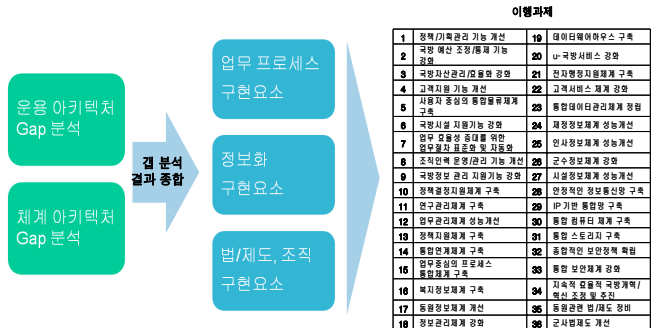 이행과제
운용 아키텍처
Gap 분석
체계 아키텍처
Gap 분석
갭 분석
결과 종합
업무 프로세스
구현요소
정보화
구현요소
법/제도, 조직
구현요소
1 정책/기획관리 기능 개선
2 국방 예산 조정/통제 기능
강화
3 국방자산관리/효율화 강화
4 고객지원 기능 개선
5 사용자 중심의 통합물류체계
구축
6 국방시설 지원기능 강화
7 업무 효율성 증대를 위한
업무절차 표준화 및 자동화
8 조직인력 운영/관리 기능 개선
9 국방정보 관리 지원기능 강화
10 정책결정지원체계 구축
11 연구관리체계 구축
12 업무관리체계 성능개선
13 정책지원체계 구축
14 통합연계체계 구축
15 업무중심의 프로세스
통합체계 구축
16 복지정보체계 구축
17 동원정보체계 개선
18 정보관리체계 강화
19 데이터웨어하우스 구축
20 u-국방서비스 강화
21 전자행정지원체계 구축
22 고객서비스 체계 강화
23 통합데이터관리체계 정립
24 재정정보체계 성능개선
25 인사정보체계 성능개선
26 군수정보체계 강화
27 시설정보체계 성능개선
28 안정적인 정보통신망 구축
29 IP기반 통합망 구축
30 통합 컴퓨터 체계 구축
31 통합 스토리지 구축
32 종합적인 보안정책 확립
33 통합 보안체계 강화
34 지속적 효율적 국방개혁/
혁신 조정 및 추진
35 동원관련 법/제도 정비
36 군사법제도 개선